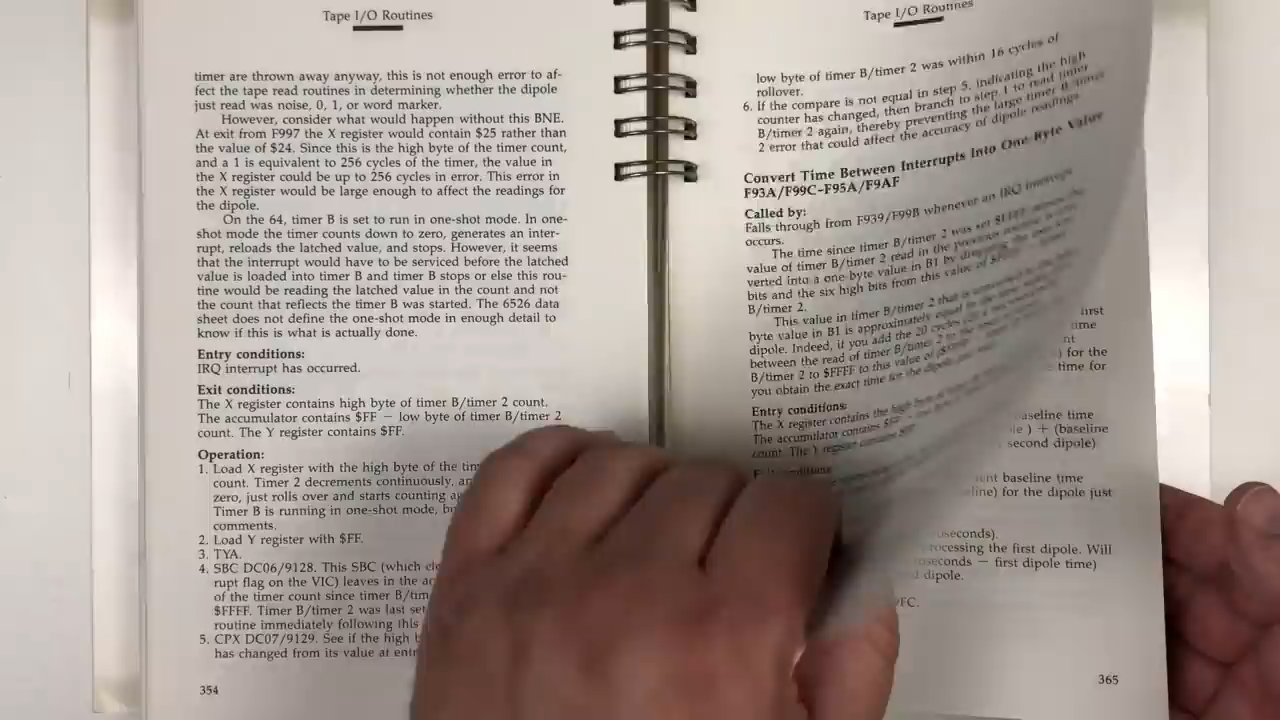 Tape I/O Routines
timer are thrown away anyway, this is not enough error to af-
fect the tape read routines in determining whether the dipole
just read was noise, 0, 1, or word marker.
However, consider what would happen without this BNE.
At exit from F997 the X register would contain $25 rather than
the value of $24. Since this is the high byte of the timer count,
and a 1 is equivalent to 256 cycles of the timer, the value in
the X register could be up to 256 cycles in error. This error in
the X register would be large enough to affect the readings for
the dipole.
On the 64, timer B is set to run in one-shot mode. In one-
shot mode the timer counts down to zero, generates an inter-
rupt, reloads the latched value, and stops. However, it seems
that the interrupt would have to be serviced before the latched
value is loaded into timer B and timer B stops or else this rou-
tine would be reading the latched value in the count and not
the count that reflects the timer B was started. The 6526 data
sheet does not define the one-shot mode in enough detail to
know if this is what is actually done.
Entry conditions:
IRQ interrupt has occurred.
Exit conditions:
The X register contains high byte of timer B/timer 2 count.
The accumulator contains $FF − low byte of timer B/timer 2
count. The Y register contains $FF.
Operation:
1. Load X register with the high byte of the
count. Timer 2 decrements continuously,
zero, just rolls over and starts counting
Timer B is running in one-shot mode,
comments.
2. Load Y register with $FF.
3. TYA.
4. SBC DC06/9128. This SBC (which
rupt flag on the VIC) leaves in the
of the timer count since timer
$FFFF. Timer B/timer 2 was last set
routine immediately following this
5. CPX DC07/9129. See if the high
has changed from its value at
354
Tape I/O Routines
low byte of timer B/timer 2 was within 16 cycles of
rollover.
6. If the compare is not equal in step 5, indicating the high
counter has changed, then branch to step 1 to read timer
B/timer 2 again, thereby preventing the large timer
2 error that could affect the accuracy of dipole readings.
Convert Time Between Interrupts Into One Byte Value
F93A/F99C–F95A/F9AF
Called by:
Falls through from F939/F99B whenever an IRQ interrupt
occurs.
The time since timer B/timer 2 was set
value of timer B/timer 2 read in the previous
verted into a one-byte value in B1 by
bits and the six high bits from this value of
B/timer 2.
This value in timer B/timer 2 that is
byte value in B1 is approximately equal to the
dipole. Indeed, if you add the 20 cycles
between the read of timer B/timer 2
B/timer 2 to $FFFF to this value of
you obtain the exact time for the dipole
Entry conditions:
The X register contains the high byte
The accumulator contains $FF −
count. The Y register contains
first
for the
time for
baseline time
) + (baseline
second dipole)
baseline time
for the dipole just
processing the first dipole. Will
− first dipole time)
dipole.
365